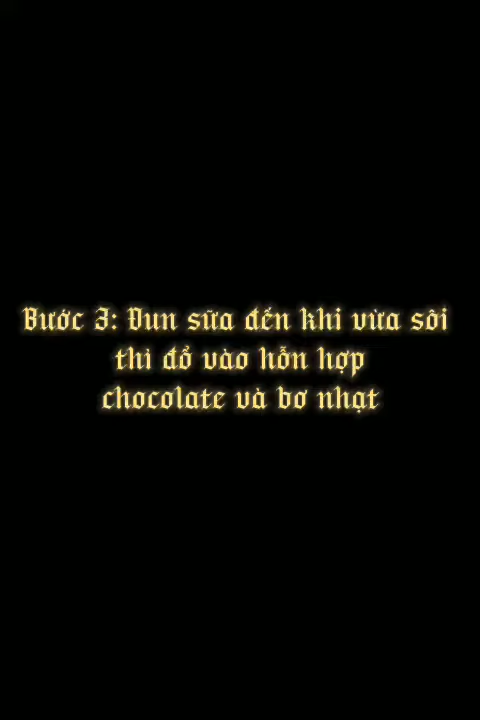 Bước 3: Đun sữa đến khi vừa sôi
thì đổ vào hỗn hợp
chocolate và bơ nhạt